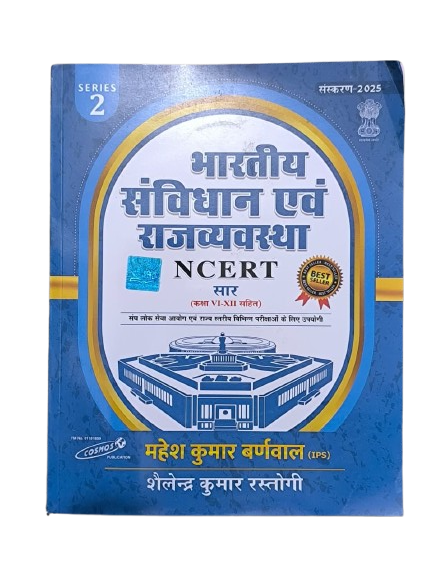 SERIES
2
संस्करण-2025
भारतीय
संविधान एवं
राजव्यवस्था
NCERT
सार
(कक्षा VI-XII सहित)
BEST
SELLER
संघ लोक सेवा आयोग एवं राज्य स्तरीय विभिन्न परीक्षाओं के लिए उपयोगी
महेश कुमार बर्णवाल (IPS)
COSMOS
PUBLICATION
शैलेन्द्र कुमार रस्तोगी